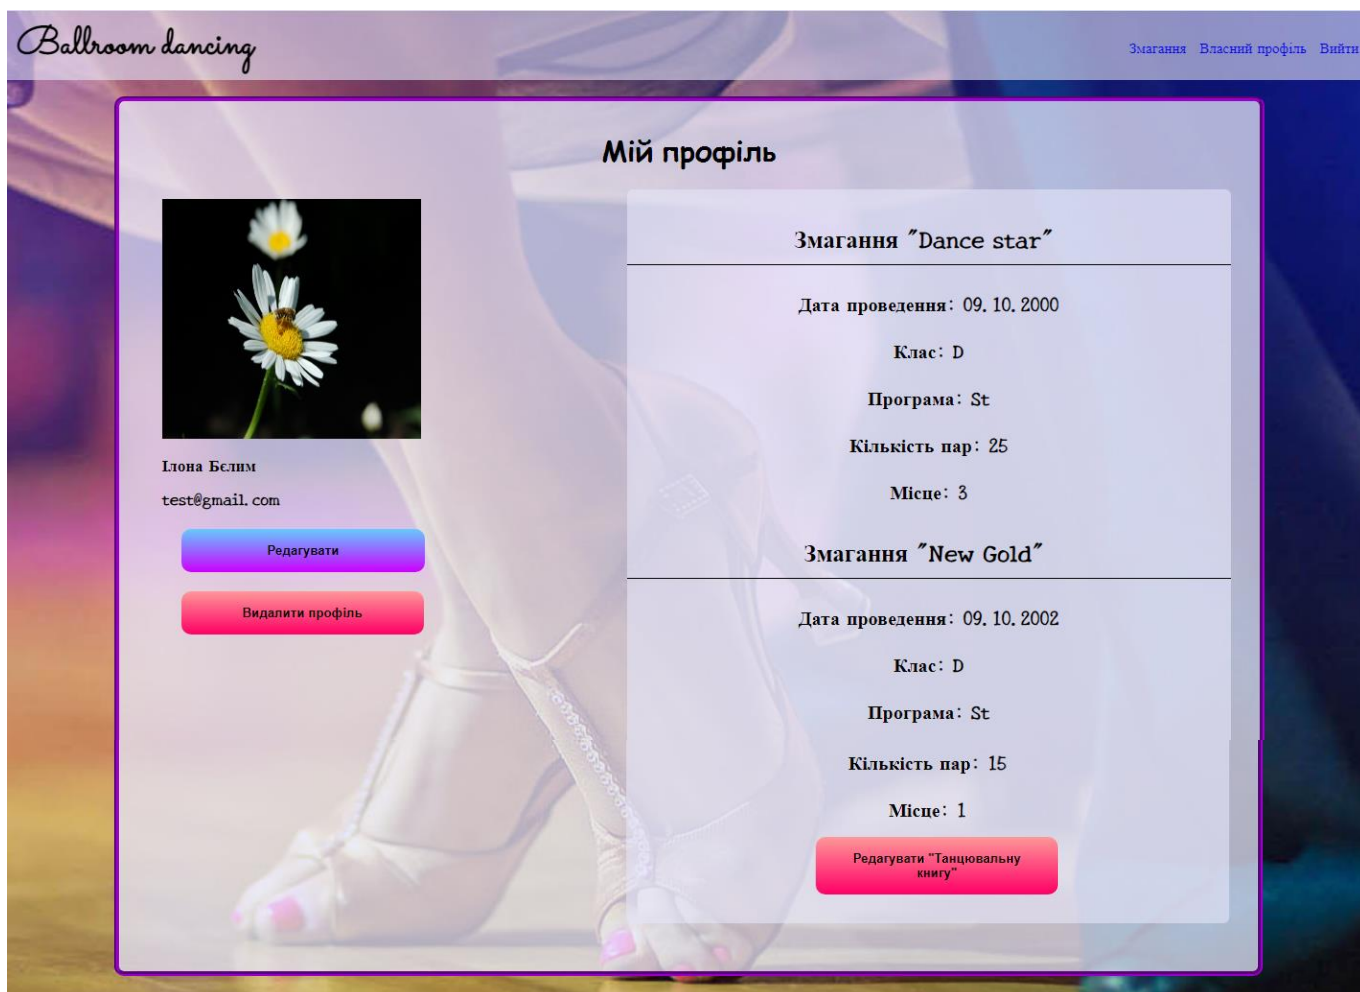 Ballroom dancing
Змагання Власний профіль Вийти
Мій профіль
Ілона Бєлим
test@gmail.com
Редагувати
Видалити профіль
Змагання "Dance star"
Дата проведення: 09.10.2000
Клас: D
Програма: St
Кількість пар: 25
Місце: 3
Змагання "New Gold"
Дата проведення: 09.10.2002
Клас: D
Програма: St
Кількість пар: 15
Місце: 1
Редагувати "Танцювальну
книгу"